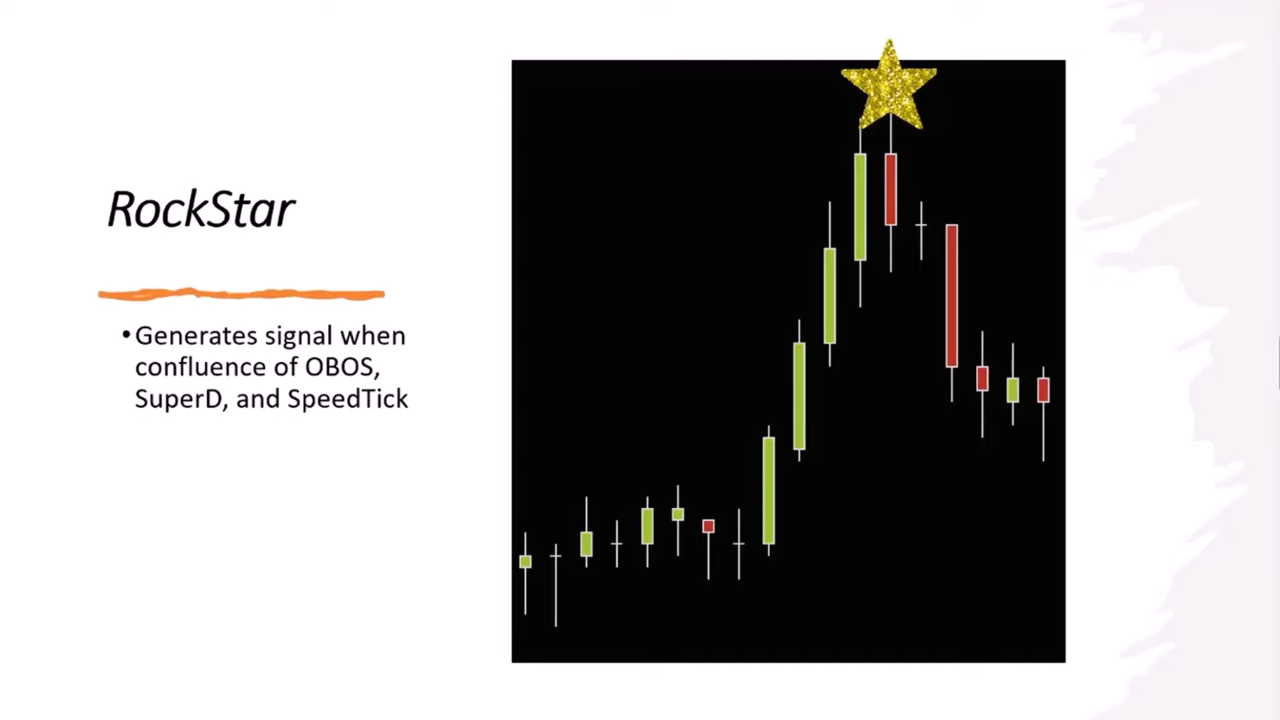 RockStar
•Generates signal when
confluence of OBOS,
SuperD, and SpeedTick